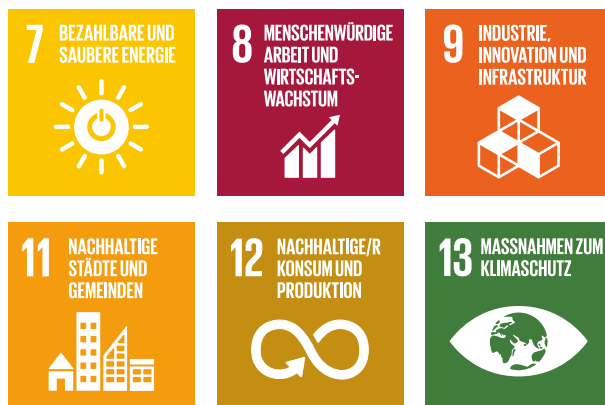 7 BEZAHLBARE UND
SAUBERE ENERGIE
8 MENSCHENWÜRDIGE
ARBEIT UND
WIRTSCHAFTS-
WACHSTUM
9 INDUSTRIE,
INNOVATION UND
INFRASTRUKTUR
11 NACHHALTIGE
STÄDTE UND
GEMEINDEN
12 NACHHALTIGE/R
KONSUM UND
PRODUKTION
13 MASSNAHMEN ZUM
KLIMASCHUTZ